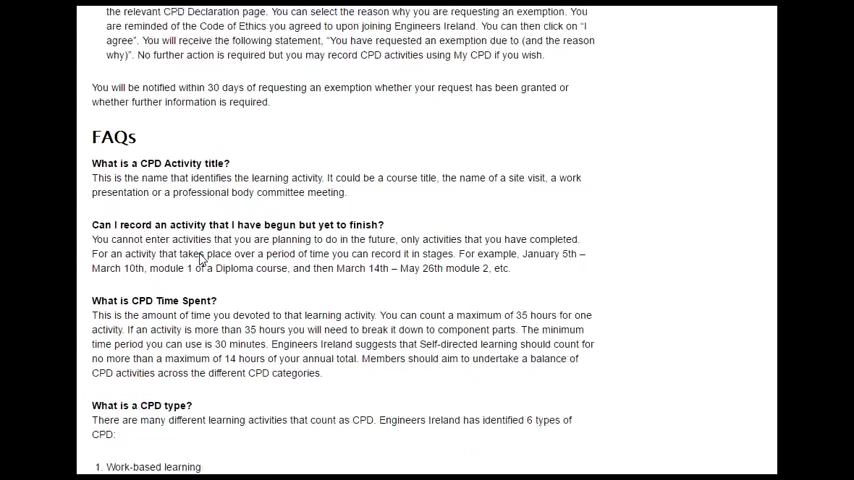 the relevant CPD Declaration page. You can select the reason why you are requesting an exemption. You
are reminded of the Code of Ethics you agreed to upon joining Engineers Ireland. You can then click on “I
agree”. You will receive the following statement, “You have requested an exemption due to (and the reason
why)”. No further action is required but you may record CPD activities using My CPD if you wish.
You will be notified within 30 days of requesting an exemption whether your request has been granted or
whether further information is required.
FAQs
What is a CPD Activity title?
This is the name that identifies the learning activity. It could be a course title, the name of a site visit, a work
presentation or a professional body committee meeting.
Can I record an activity that I have begun but yet to finish?
You cannot enter activities that you are planning to do in the future, only activities that you have completed.
For an activity that takes place over a period of time you can record it in stages. For example, January 5th –
March 10th, module 1 of a Diploma course, and then March 14th – May 26th module 2, etc.
What is CPD Time Spent?
This is the amount of time you devoted to that learning activity. You can count a maximum of 35 hours for one
activity. If an activity is more than 35 hours you will need to break it down to component parts. The minimum
time period you can use is 30 minutes. Engineers Ireland suggests that Self-directed learning should count for
no more than a maximum of 14 hours of your annual total. Members should aim to undertake a balance of
CPD activities across the different CPD categories.
What is a CPD type?
There are many different learning activities that count as CPD. Engineers Ireland has identified 6 types of
CPD:
1. Work-based learning